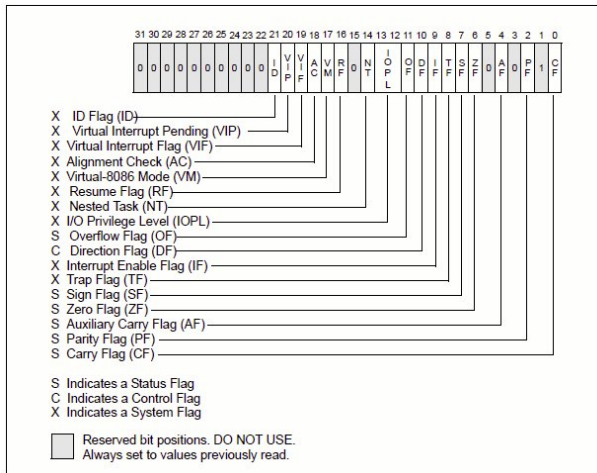 31 30 29 28 27 26 25 24 23 22 21 20 19 18 17 16 15 14 13 12 11 10 9 8 7 6 5 4 3 2 1 0
0 0 0 0 0 0 0 0 0 0 ID VIP VIF AC VM RF 0 NT IOPL OF DF IF TF SF ZF 0 AF 0 PF 1 CF
X ID Flag (ID)
X Virtual Interrupt Pending (VIP)
X Virtual Interrupt Flag (VIF)
X Alignment Check (AC)
X Virtual-8086 Mode (VM)
X Resume Flag (RF)
X Nested Task (NT)
X I/O Privilege Level (IOPL)
S Overflow Flag (OF)
C Direction Flag (DF)
X Interrupt Enable Flag (IF)
X Trap Flag (TF)
S Sign Flag (SF)
S Zero Flag (ZF)
S Auxiliary Carry Flag (AF)
S Parity Flag (PF)
S Carry Flag (CF)
S Indicates a Status Flag
C Indicates a Control Flag
X Indicates a System Flag
Reserved bit positions. DO NOT USE.
Always set to values previously read.